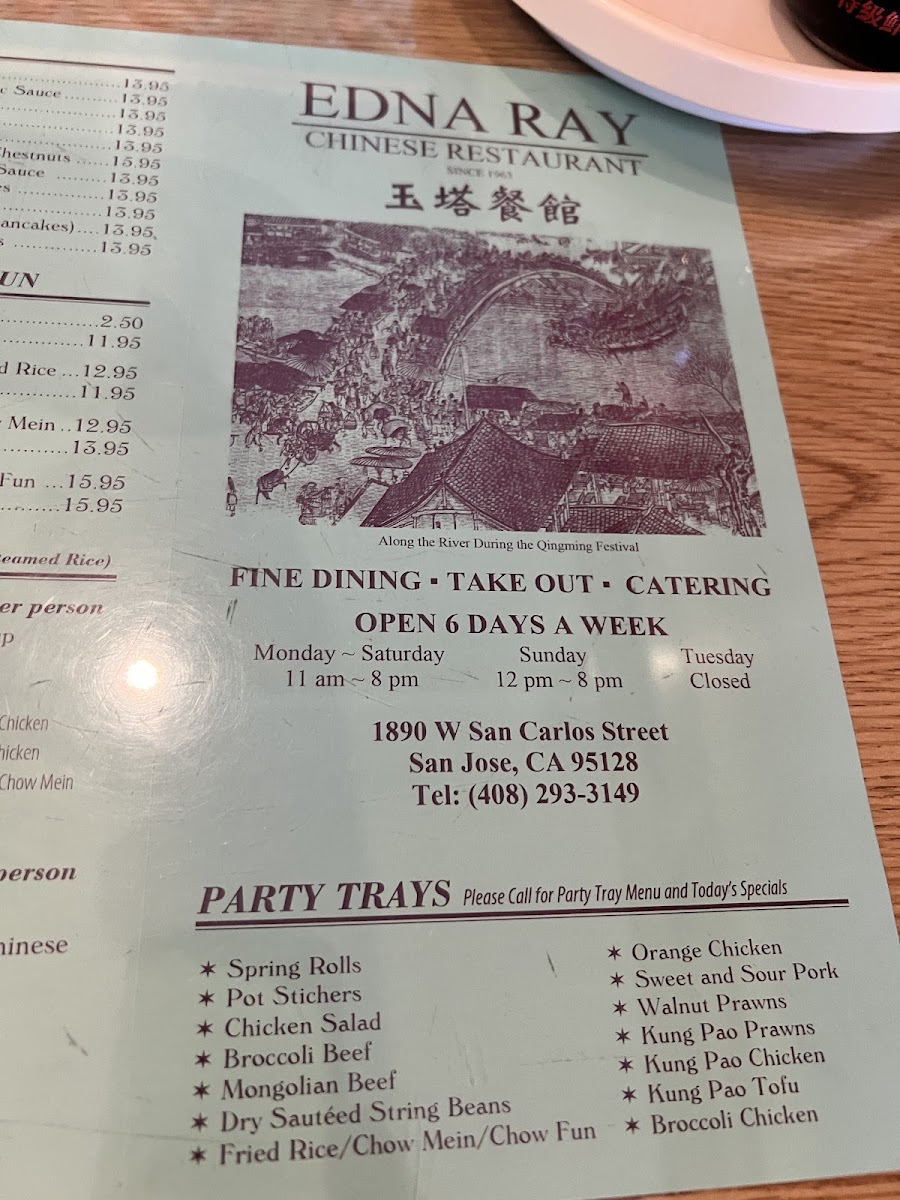 13.95
c Sauce 13.95
13.95
13.95
13.95
Chestnuts 15.95
Sauce 13.95
13.95
13.95
ancakes) 13.95
13.95
UN
2.50
11.95
d Rice 12.95
11.95
Mein 12.95
13.95
Fun 15.95
15.95
eamed Rice)
er person
Chicken
hicken
Chow Mein
person
hinese
特級鮮
EDNA RAY
CHINESE RESTAURANT
SINCE 1963
玉塔餐館
Along the River During the Qingming Festival
FINE DINING ▪ TAKE OUT ▪ CATERING
OPEN 6 DAYS A WEEK
Monday ~ Saturday Sunday Tuesday
11 am ~ 8 pm 12 pm ~ 8 pm Closed
1890 W San Carlos Street
San Jose, CA 95128
Tel: (408) 293-3149
PARTY TRAYS Please Call for Party Tray Menu and Today's Specials
✶ Spring Rolls
✶ Pot Stichers
✶ Chicken Salad
✶ Broccoli Beef
✶ Mongolian Beef
✶ Dry Sautéed String Beans
✶ Fried Rice/Chow Mein/Chow Fun
✶ Orange Chicken
✶ Sweet and Sour Pork
✶ Walnut Prawns
✶ Kung Pao Prawns
✶ Kung Pao Chicken
✶ Kung Pao Tofu
✶ Broccoli Chicken